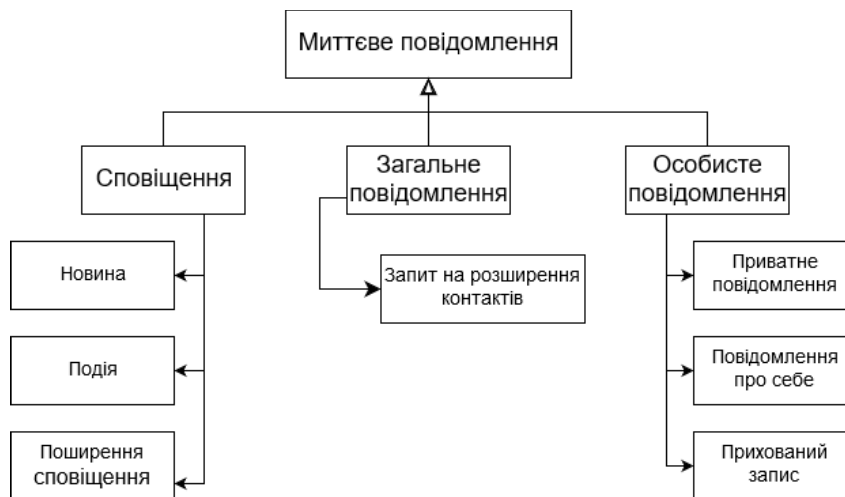 Миттєве повідомлення
Сповіщення
Загальне
повідомлення
Особисте
повідомлення
Новина
Запит на розширення
контактів
Приватне
повідомлення
Подія
Повідомлення
про себе
Поширення
сповіщення
Прихований
запис